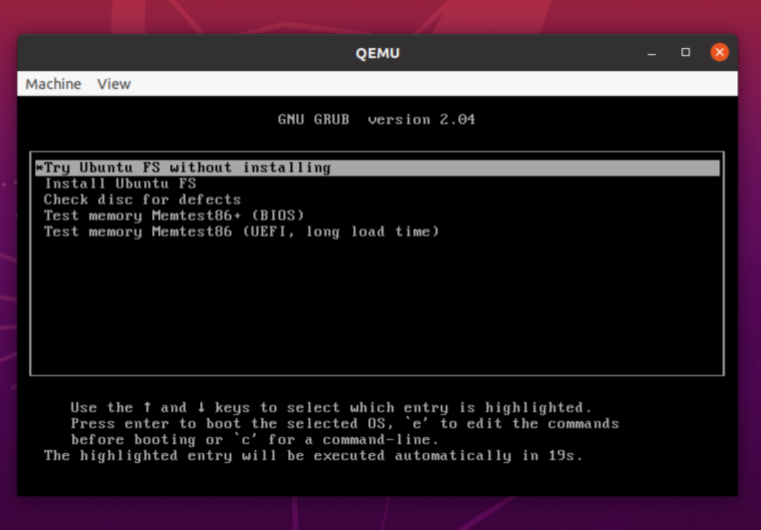 QEMU
Machine View
GNU GRUB version 2.04
*Try Ubuntu FS without installing
Install Ubuntu FS
Check disc for defects
Test memory Memtest86+ (BIOS)
Test memory Memtest86 (UEFI, long load time)
Use the ↑ and ↓ keys to select which entry is highlighted.
Press enter to boot the selected OS, `e' to edit the commands
before booting or `c' for a command-line.
The highlighted entry will be executed automatically in 19s.